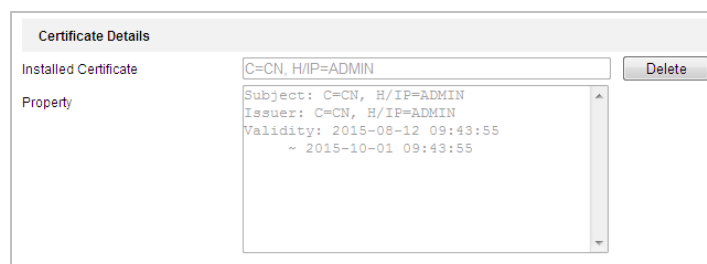 Certificate Details
Installed Certificate C=CN, H/IP=ADMIN Delete
Property
Subject: C=CN, H/IP=ADMIN
Issuer: C=CN, H/IP=ADMIN
Validity: 2015-08-12 09:43:55
~ 2015-10-01 09:43:55